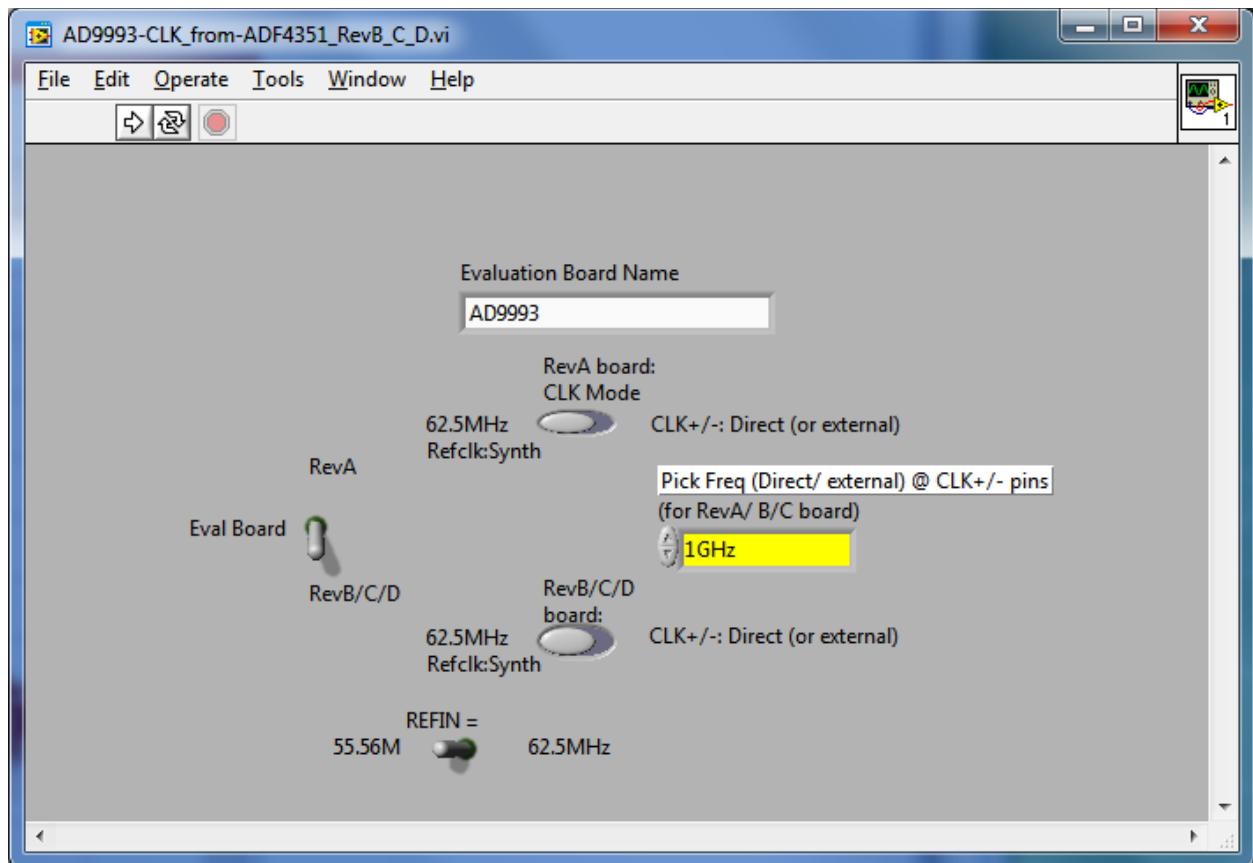 AD9993-CLK_from-ADF4351_RevB_C_D.vi
File Edit Operate Tools Window Help
1
Evaluation Board Name
AD9993
RevA board:
CLK Mode
62.5MHz
Refclk:Synth
CLK+/-: Direct (or external)
RevA
Eval Board
RevB/C/D
Pick Freq (Direct/ external) @ CLK+/- pins
(for RevA/ B/C board)
1GHz
RevB/C/D
board:
62.5MHz
Refclk:Synth
CLK+/-: Direct (or external)
REFIN =
55.56M
62.5MHz